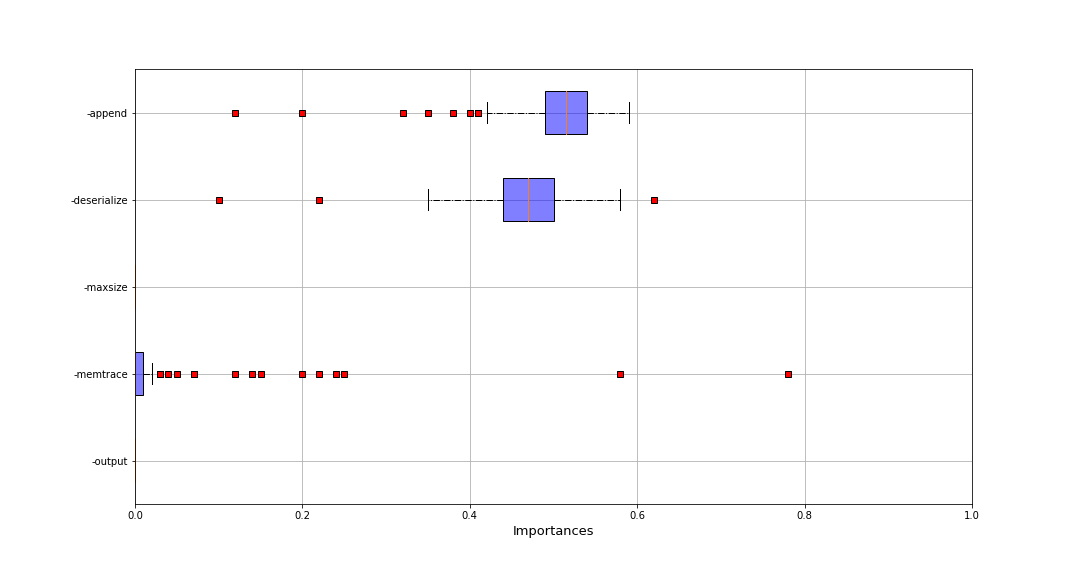 -append
-deserialize
-maxsize
-memtrace
-output
0.0 0.2 0.4 0.6 0.8 1.0
Importances